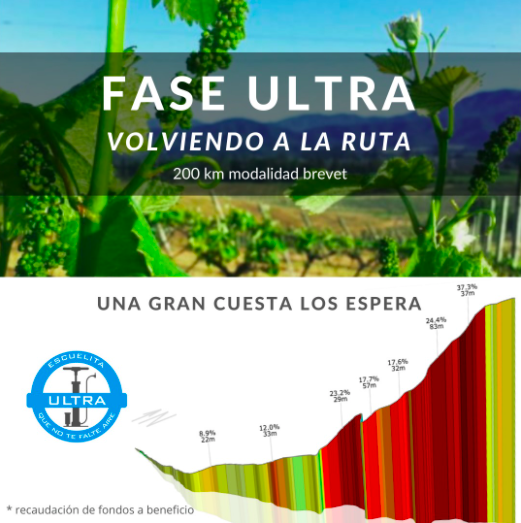 FASE ULTRA
VOLVIENDO A LA RUTA
200 km modalidad brevet
UNA GRAN CUESTA LOS ESPERA
37,3%
37m
24,4%
83m
17,6%
32m
17,7%
57m
23,2%
29m
12,0%
33m
8,9%
22m
ESCUELITA
ULTRA
QUE NO TE FALTE AIRE
* recaudación de fondos a beneficio